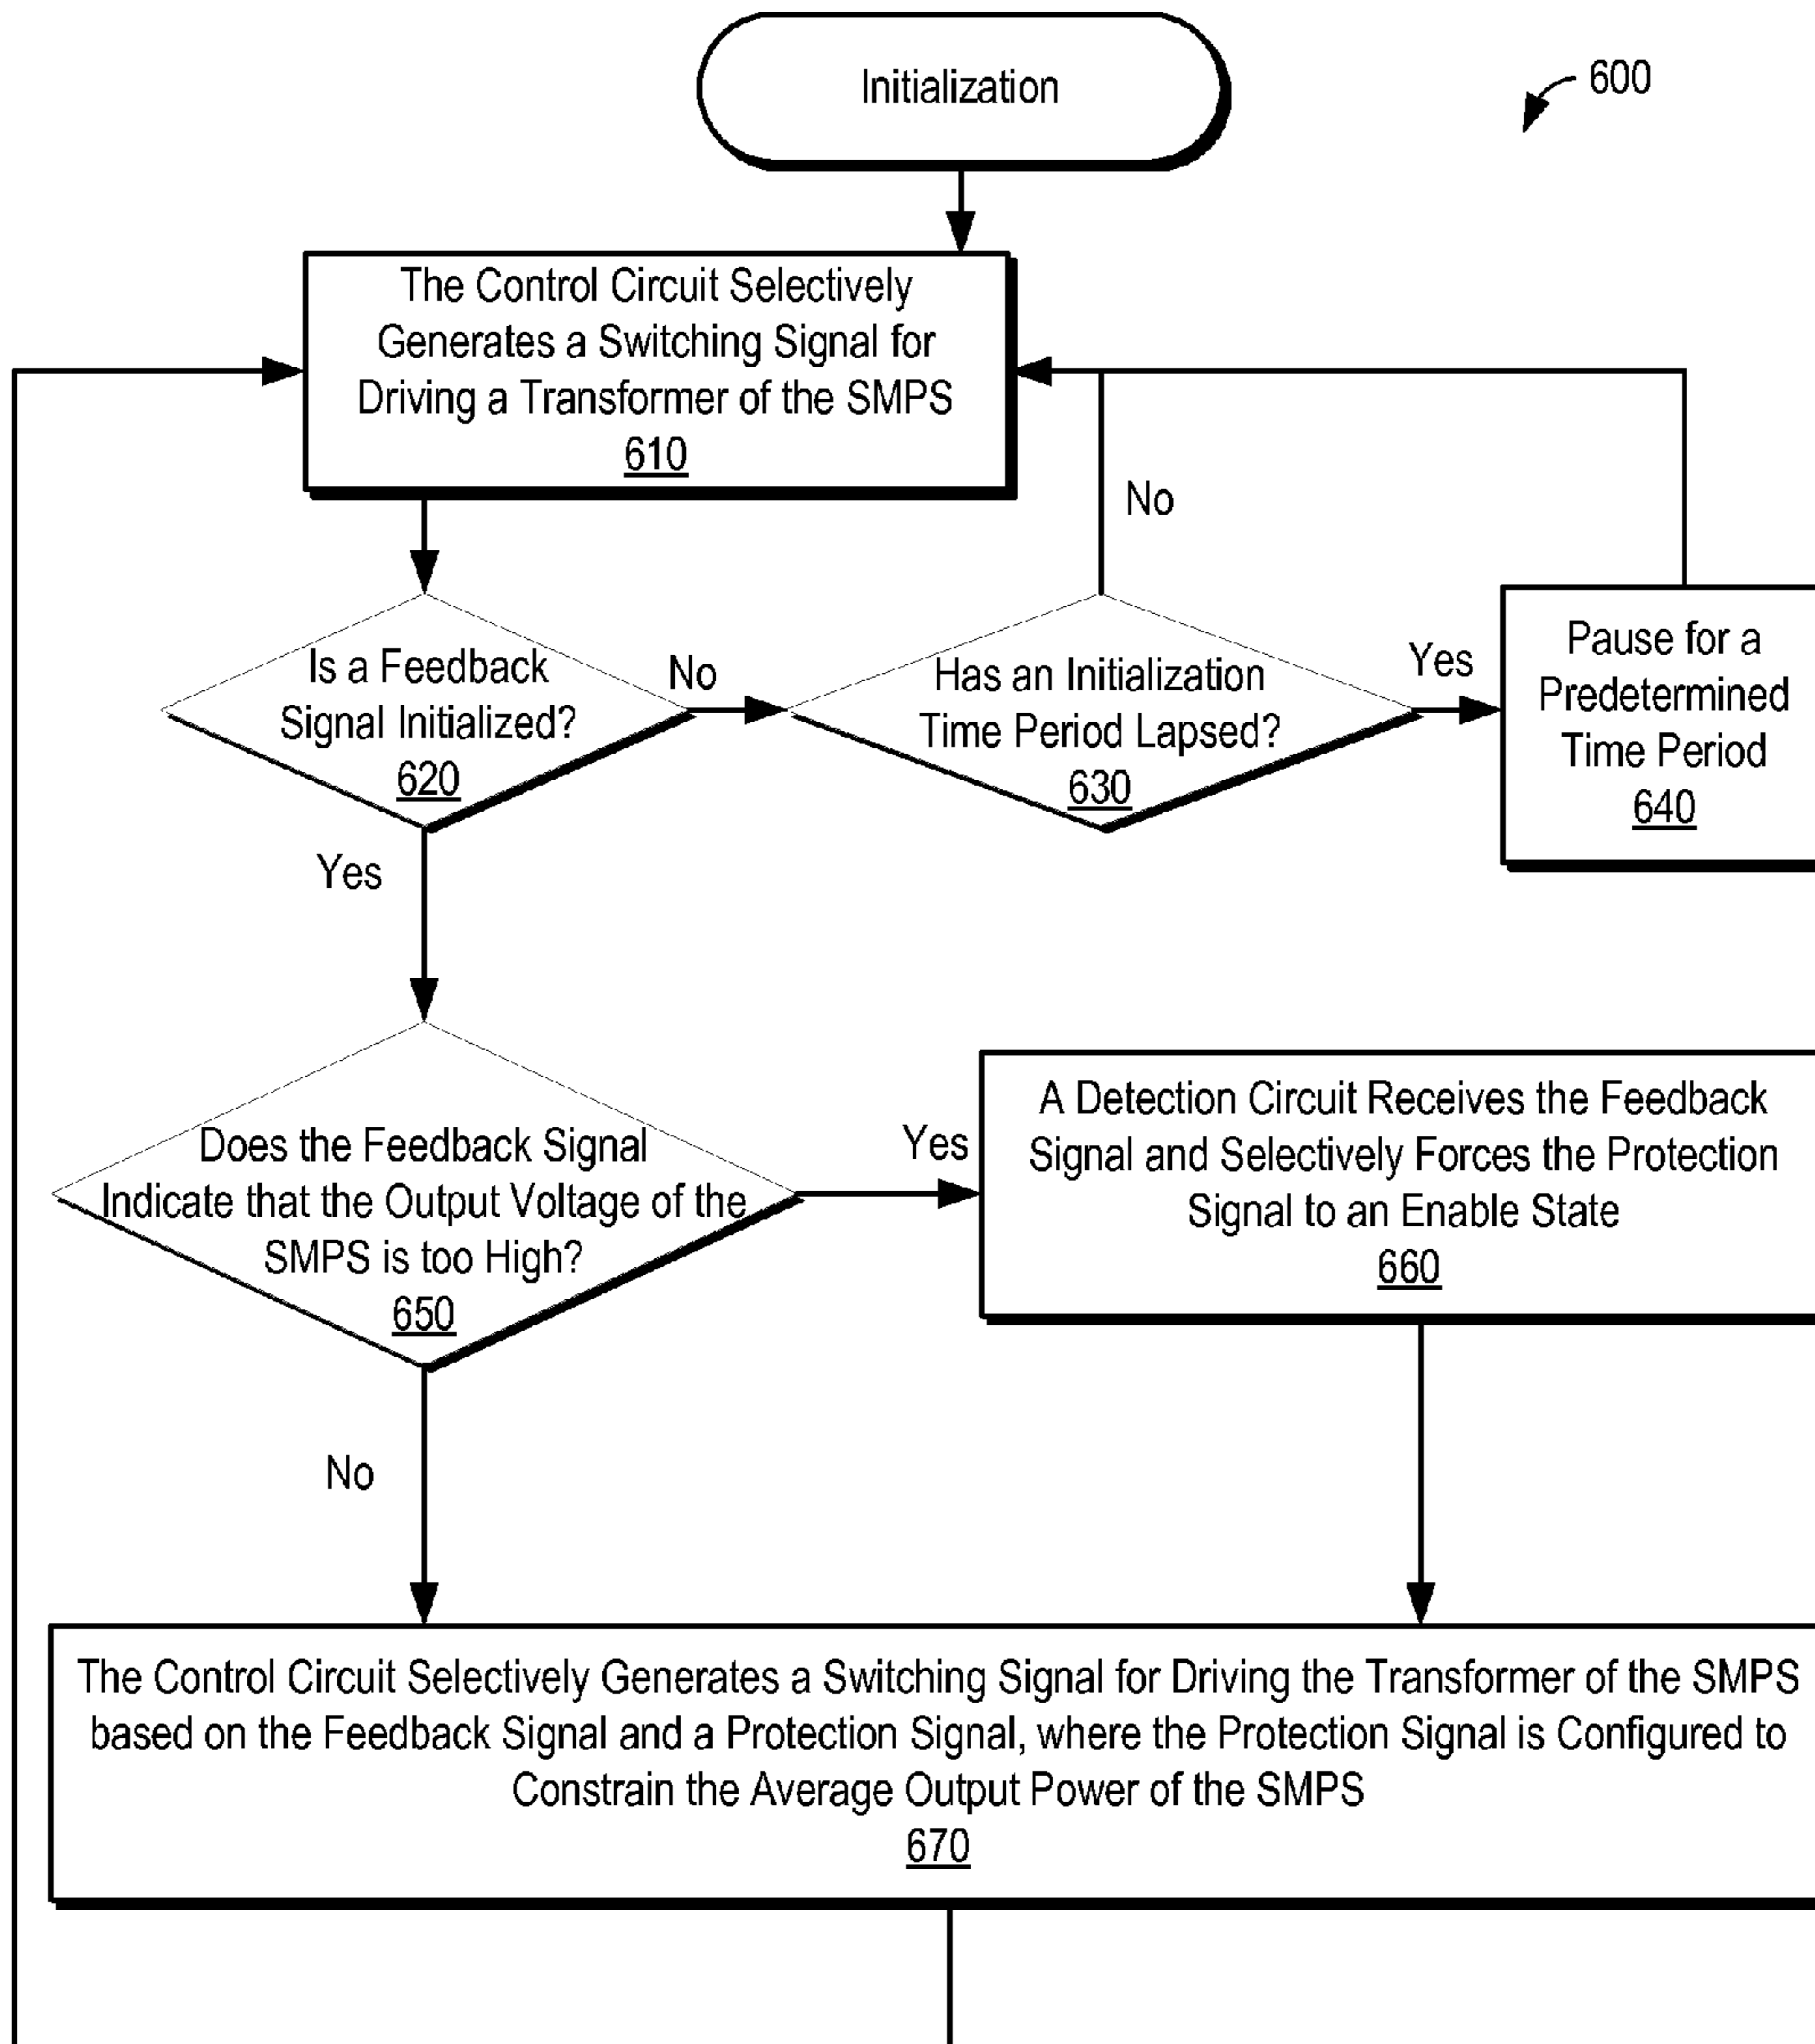 Initialization
600
The Control Circuit Selectively
Generates a Switching Signal for
Driving a Transformer of the SMPS
610
No
Is a Feedback
Signal Initialized?
620
No
Has an Initialization
Time Period Lapsed?
630
Yes
Pause for a
Predetermined
Time Period
640
Yes
Does the Feedback Signal
Indicate that the Output Voltage of the
SMPS is too High?
650
Yes
A Detection Circuit Receives the Feedback
Signal and Selectively Forces the Protection
Signal to an Enable State
660
No
The Control Circuit Selectively Generates a Switching Signal for Driving the Transformer of the SMPS
based on the Feedback Signal and a Protection Signal, where the Protection Signal is Configured to
Constrain the Average Output Power of the SMPS
670